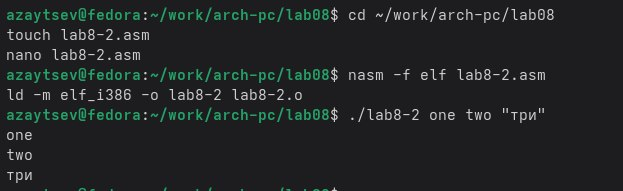 azaytsev@fedora:~/work/arch-pc/lab08$ cd ~/work/arch-pc/lab08
touch lab8-2.asm
nano lab8-2.asm
azaytsev@fedora:~/work/arch-pc/lab08$ nasm -f elf lab8-2.asm
ld -m elf_i386 -o lab8-2 lab8-2.o
azaytsev@fedora:~/work/arch-pc/lab08$ ./lab8-2 one two "три"
one
two
три